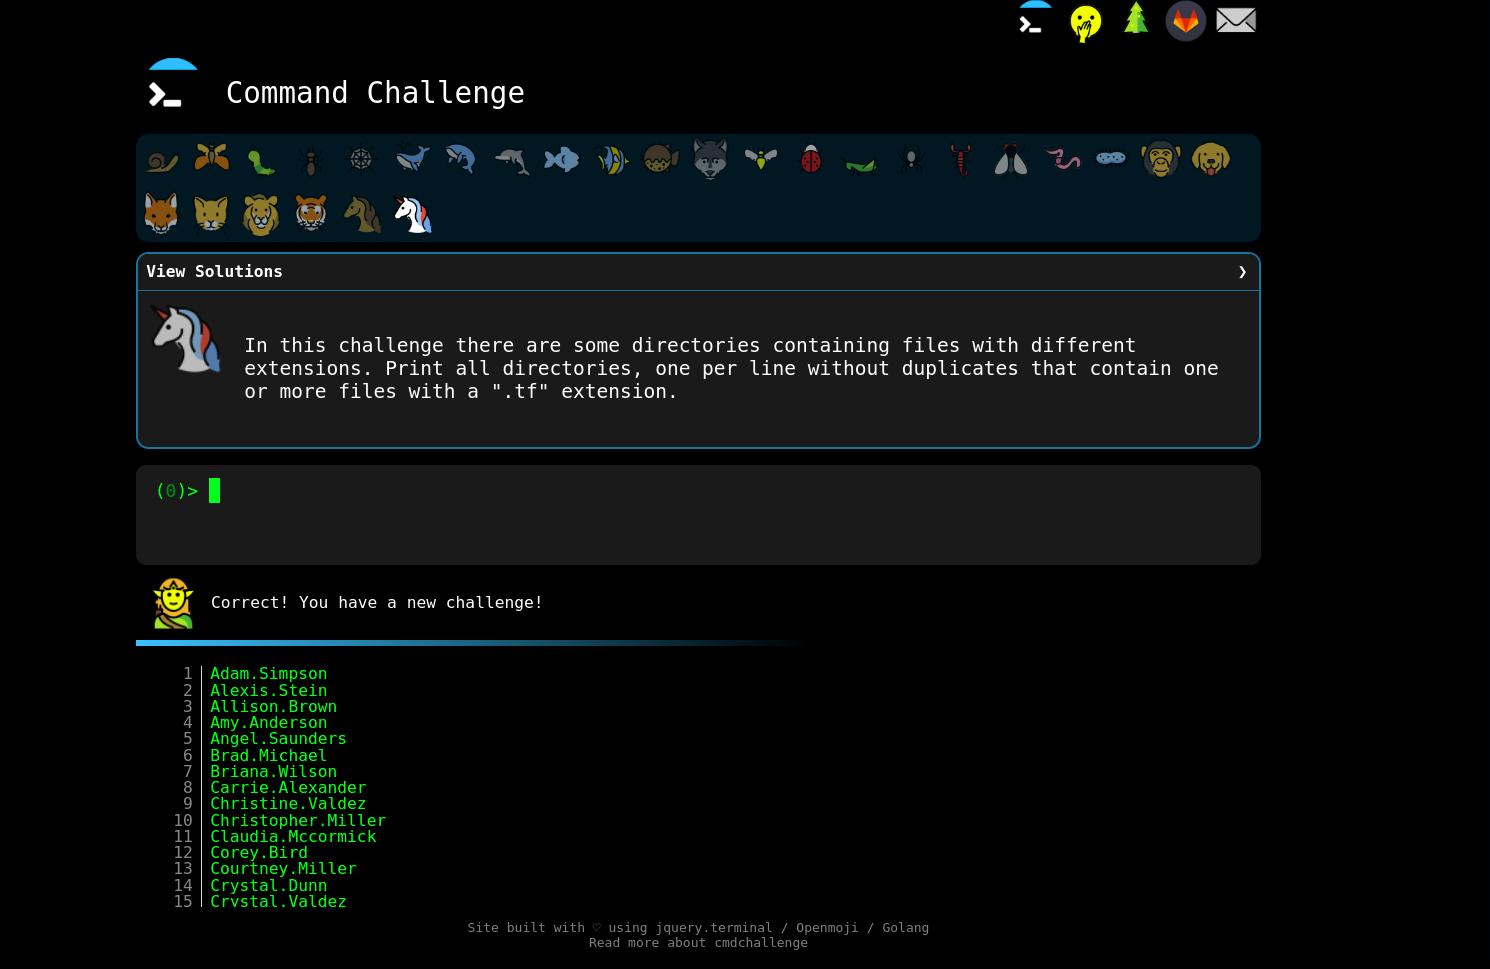 Command Challenge
View Solutions ❯
In this challenge there are some directories containing files with different
extensions. Print all directories, one per line without duplicates that contain one
or more files with a ".tf" extension.
(0)>
Correct! You have a new challenge!
1 Adam.Simpson
2 Alexis.Stein
3 Allison.Brown
4 Amy.Anderson
5 Angel.Saunders
6 Brad.Michael
7 Briana.Wilson
8 Carrie.Alexander
9 Christine.Valdez
10 Christopher.Miller
11 Claudia.Mccormick
12 Corey.Bird
13 Courtney.Miller
14 Crystal.Dunn
15 Crystal.Valdez
Site built with ♡ using jquery.terminal / Openmoji / Golang
Read more about cmdchallenge